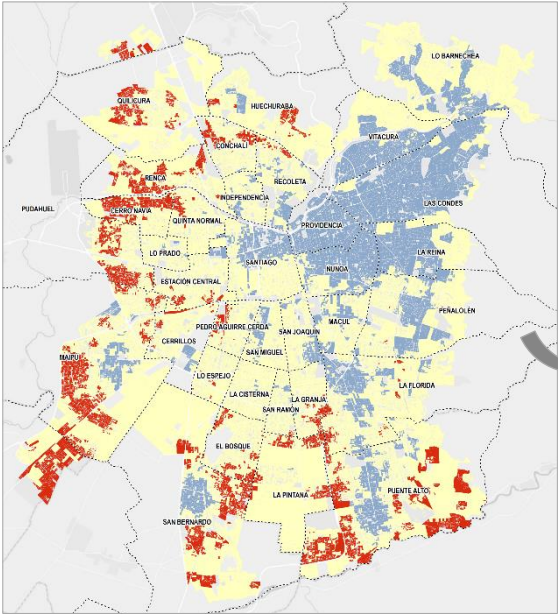 LO BARNECHEA
QUILICURA
HUECHURABA
VITACURA
CONCHALÍ
RENCA
RECOLETA
INDEPENDENCIA
LAS CONDES
PUDAHUEL
CERRO NAVIA
QUINTA NORMAL
PROVIDENCIA
LO PRADO
SANTIAGO
LA REINA
ÑUÑOA
ESTACIÓN CENTRAL
PEÑALOLÉN
MACUL
PEDRO AGUIRRE CERDA
SAN JOAQUÍN
CERRILLOS
SAN MIGUEL
MAIPÚ
LO ESPEJO
LA FLORIDA
LA CISTERNA
LA GRANJA
SAN RAMÓN
EL BOSQUE
PUENTE ALTO
LA PINTANA
SAN BERNARDO